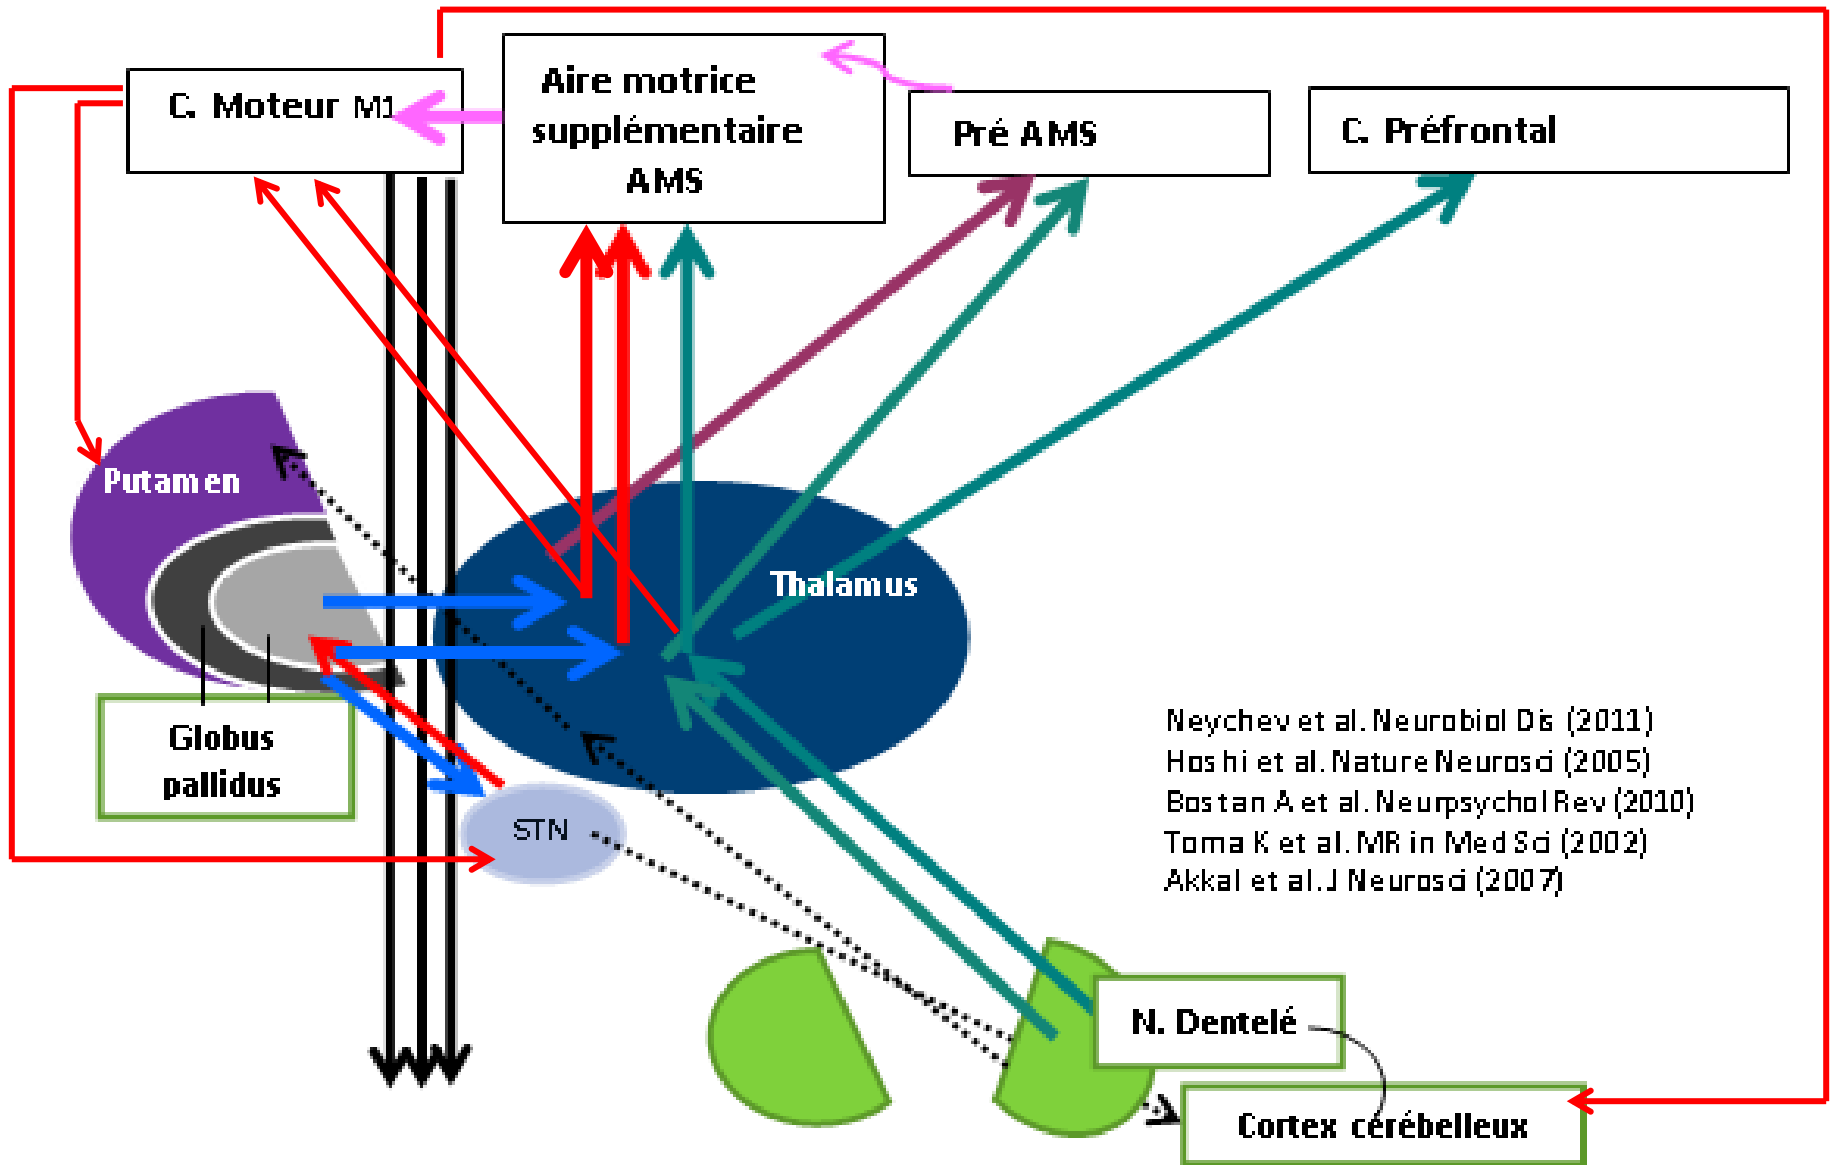 C. Moteur M1
Aire motrice
supplémentaire
AMS
Pré AMS
C. Préfrontal
Putamen
Thalamus
Globus
pallidus
STN
Neychev et al. Neurobiol Dis (2011)
Hoshi et al. Nature Neurosci (2005)
Bostan A et al. Neurpsychol Rev (2010)
Toma K et al. MR in Med Sci (2002)
Akkal et al. J Neurosci (2007)
N. Dentelé
Cortex cérébelleux